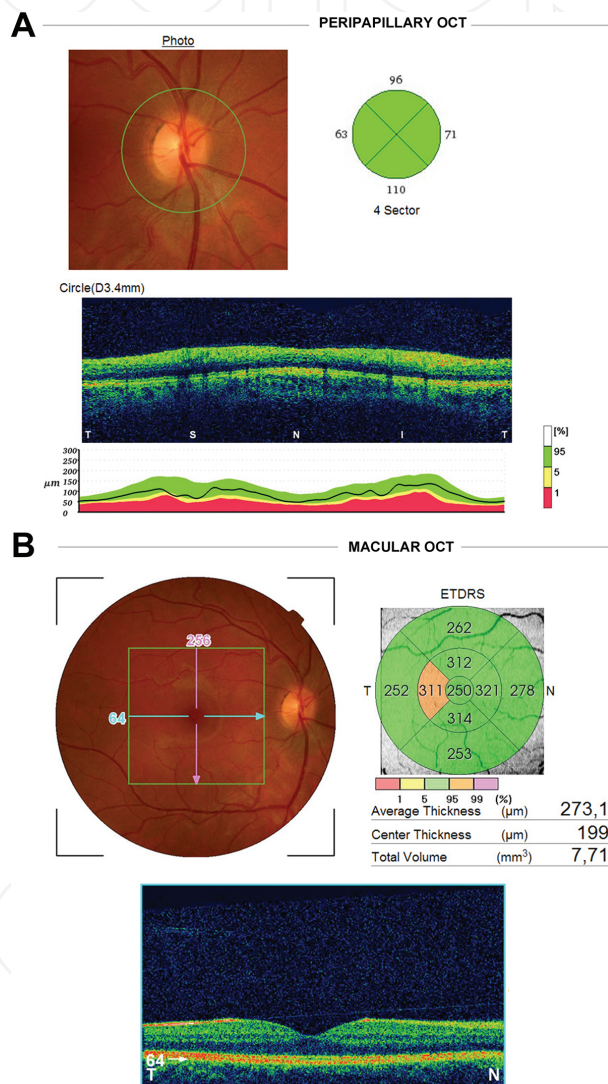 A PERIPAPILLARY OCT
Photo
96
63 71
110
4 Sector
Circle(D3.4mm)
T S N I T
300
250
200
150
100
50
0
µm
[%]
95
5
1
B MACULAR OCT
256
64
ETDRS
262
312
T 252 311 250 321 278 N
314
253
1 5 95 99 (%)
Average Thickness (µm) 273,1
Center Thickness (µm) 199
Total Volume (mm³) 7,71
64
T N